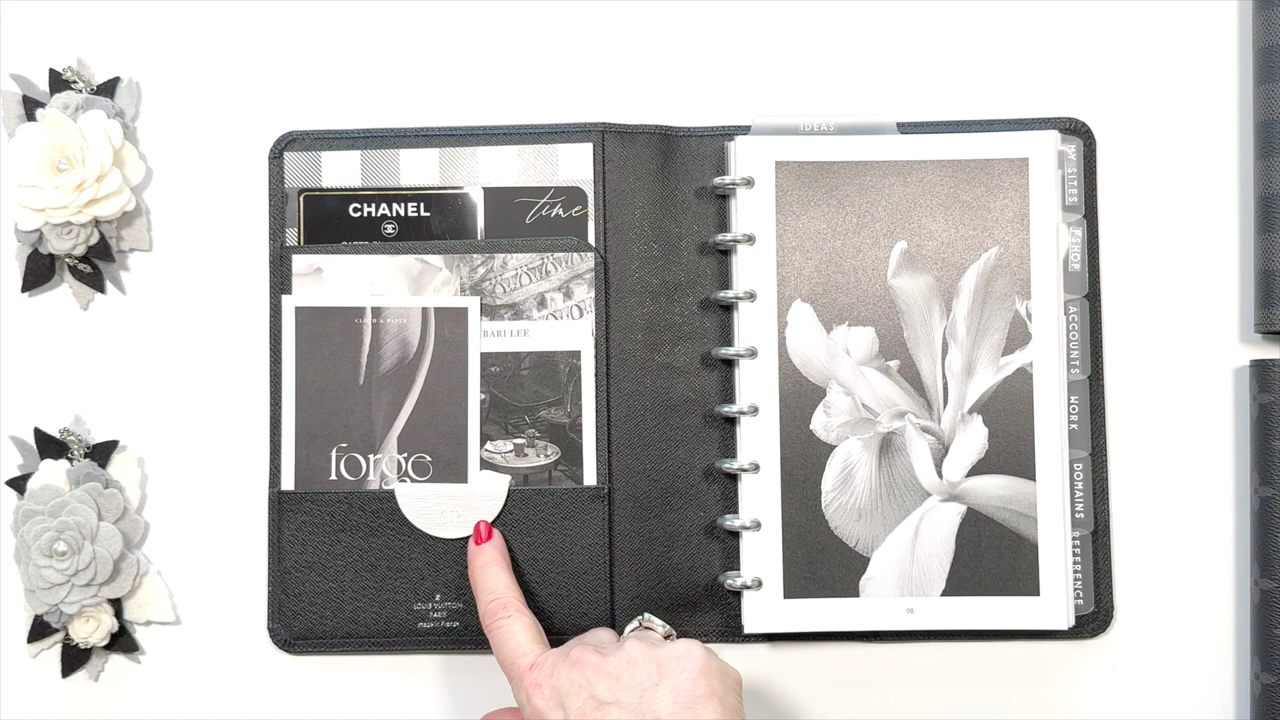 IDEAS
CHANEL
time
CLOTH & PAPER
BARI LEE
forge
LOUIS VUITTON
PARIS
made in France
MY SITES
SHOP
ACCOUNTS
WORK
DOMAINS
REFERENCE
08.